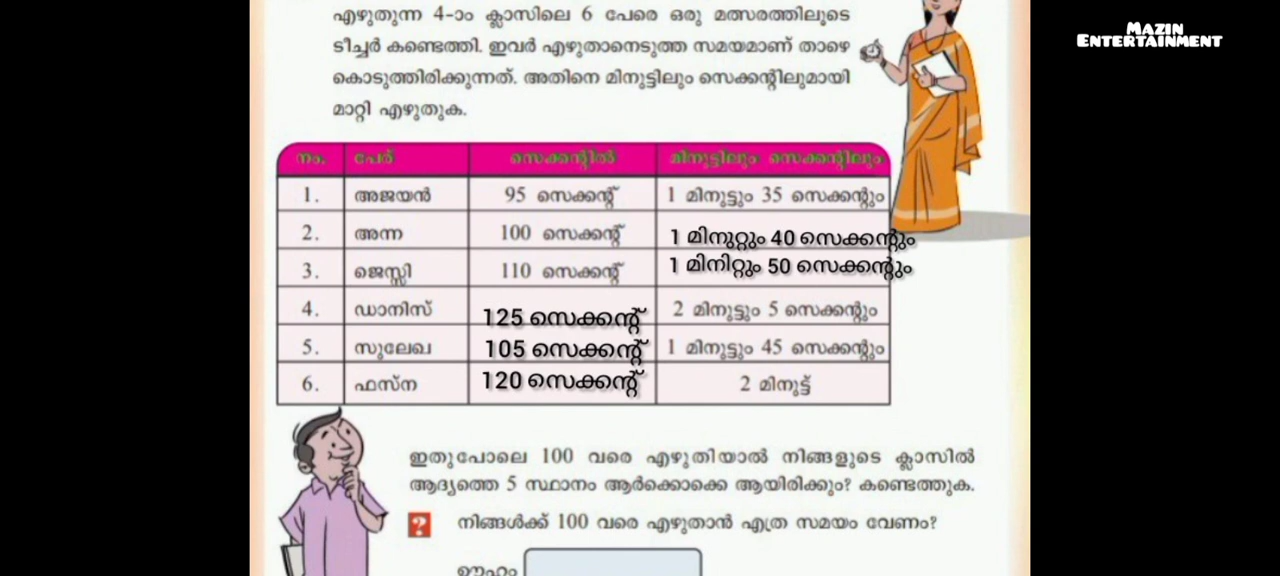 MAZIN
ENTERTAINMENT
എഴുതുന്ന 4-ാം ക്ലാസിലെ 6 പേരെ ഒരു മത്സരത്തിലൂടെ
ടീച്ചർ കണ്ടെത്തി. ഇവർ എഴുതാനെടുത്ത സമയമാണ് താഴെ
കൊടുത്തിരിക്കുന്നത്. അതിനെ മിനുട്ടിലും സെക്കന്റിലുമായി
മാറ്റി എഴുതുക.
നം. പേര് സെക്കന്റിൽ മിനുട്ടിലും സെക്കന്റിലും
1. അജയൻ 95 സെക്കന്റ് 1 മിനുട്ടും 35 സെക്കന്റും
2. അന്ന 100 സെക്കന്റ് 1 മിനുറ്റും 40 സെക്കന്റും
3. ജെസ്സി 110 സെക്കന്റ് 1 മിനിറ്റും 50 സെക്കന്റും
4. ഡാനിസ് 125 സെക്കന്റ് 2 മിനുട്ടും 5 സെക്കന്റും
5. സുലേഖ 105 സെക്കന്റ് 1 മിനുട്ടും 45 സെക്കന്റും
6. ഫസ്ന 120 സെക്കന്റ് 2 മിനുട്ട്
ഇതുപോലെ 100 വരെ എഴുതിയാൽ നിങ്ങളുടെ ക്ലാസിൽ
ആദ്യത്തെ 5 സ്ഥാനം ആർക്കൊക്കെ ആയിരിക്കും? കണ്ടെത്തുക.
? നിങ്ങൾക്ക് 100 വരെ എഴുതാൻ എത്ര സമയം വേണം?
ഊഹം